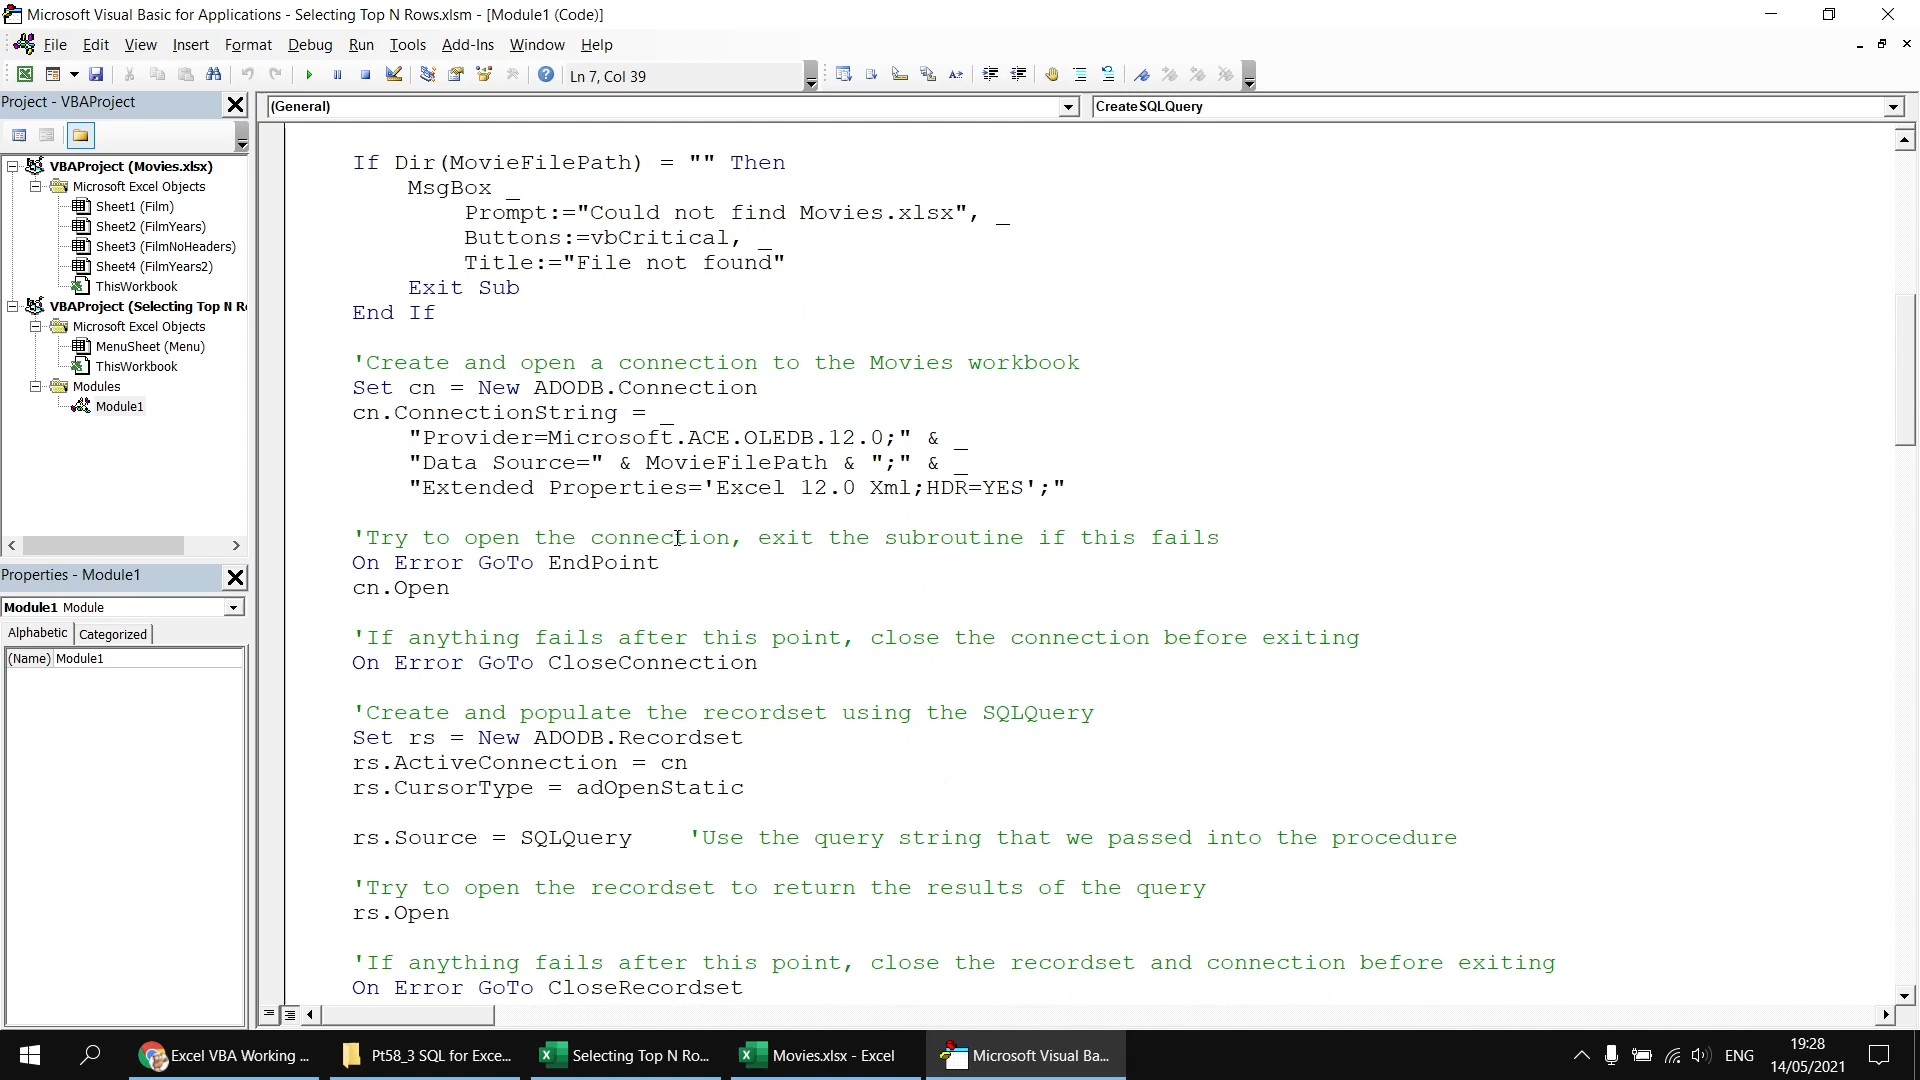 Microsoft Visual Basic for Applications - Selecting Top N Rows.xlsm - [Module1 (Code)]
File Edit View Insert Format Debug Run Tools Add-Ins Window Help
Ln 7, Col 39
Project - VBAProject
(General)
CreateSQLQuery
VBAProject (Movies.xlsx)
Microsoft Excel Objects
Sheet1 (Film)
Sheet2 (FilmYears)
Sheet3 (FilmNoHeaders)
Sheet4 (FilmYears2)
ThisWorkbook
VBAProject (Selecting Top N R
Microsoft Excel Objects
MenuSheet (Menu)
ThisWorkbook
Modules
Module1
Properties - Module1
Module1 Module
Alphabetic Categorized
(Name) Module1
If Dir(MovieFilePath) = "" Then
MsgBox _
Prompt:="Could not find Movies.xlsx", _
Buttons:=vbCritical, _
Title:="File not found"
Exit Sub
End If
'Create and open a connection to the Movies workbook
Set cn = New ADODB.Connection
cn.ConnectionString = _
"Provider=Microsoft.ACE.OLEDB.12.0;" & _
"Data Source=" & MovieFilePath & ";" & _
"Extended Properties='Excel 12.0 Xml;HDR=YES';"
'Try to open the connection, exit the subroutine if this fails
On Error GoTo EndPoint
cn.Open
'If anything fails after this point, close the connection before exiting
On Error GoTo CloseConnection
'Create and populate the recordset using the SQLQuery
Set rs = New ADODB.Recordset
rs.ActiveConnection = cn
rs.CursorType = adOpenStatic
rs.Source = SQLQuery 'Use the query string that we passed into the procedure
'Try to open the recordset to return the results of the query
rs.Open
'If anything fails after this point, close the recordset and connection before exiting
On Error GoTo CloseRecordset
Excel VBA Working ...
Pt58_3 SQL for Exce...
Selecting Top N Ro...
Movies.xlsx - Excel
Microsoft Visual Ba...
ENG
19:28
14/05/2021